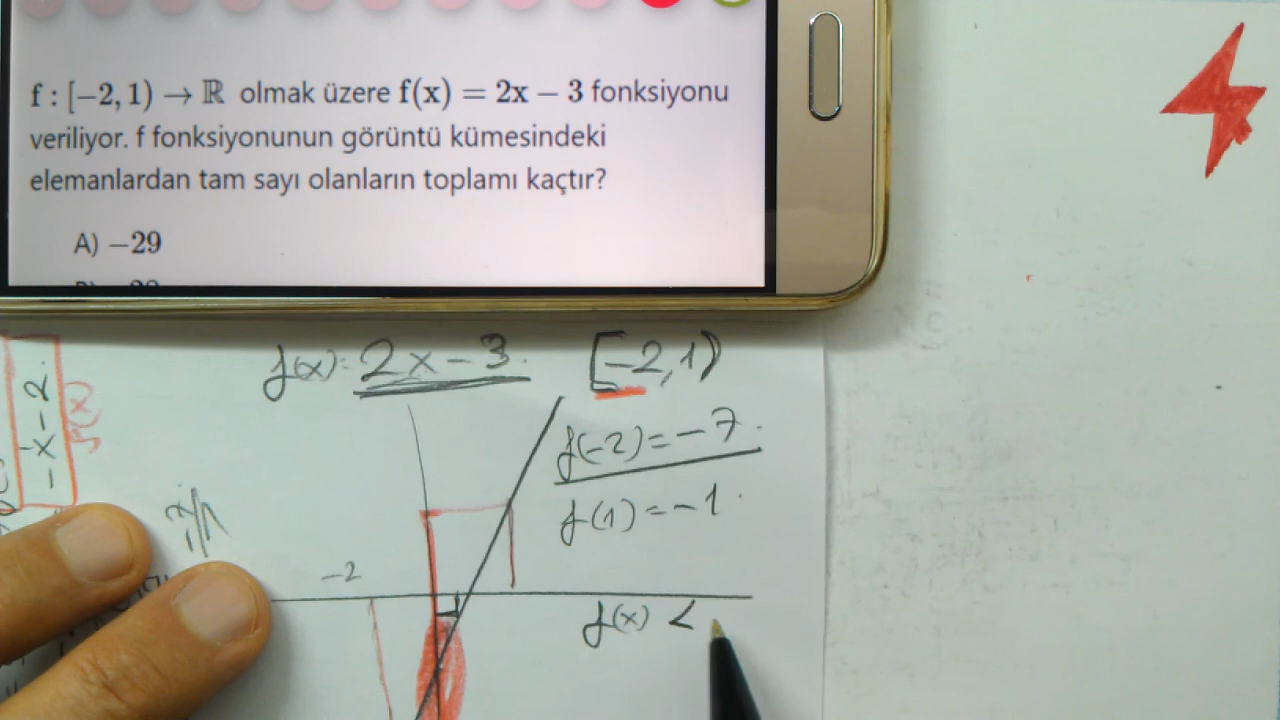 f : [−2, 1) → ℝ olmak üzere f(x) = 2x − 3 fonksiyonu
veriliyor. f fonksiyonunun görüntü kümesindeki
elemanlardan tam sayı olanların toplamı kaçtır?
A) −29
f(x) = 2x − 3. [−2, 1)
f(−2) = −7.
f(1) = −1.
−2
f(x) <
−x − 2.